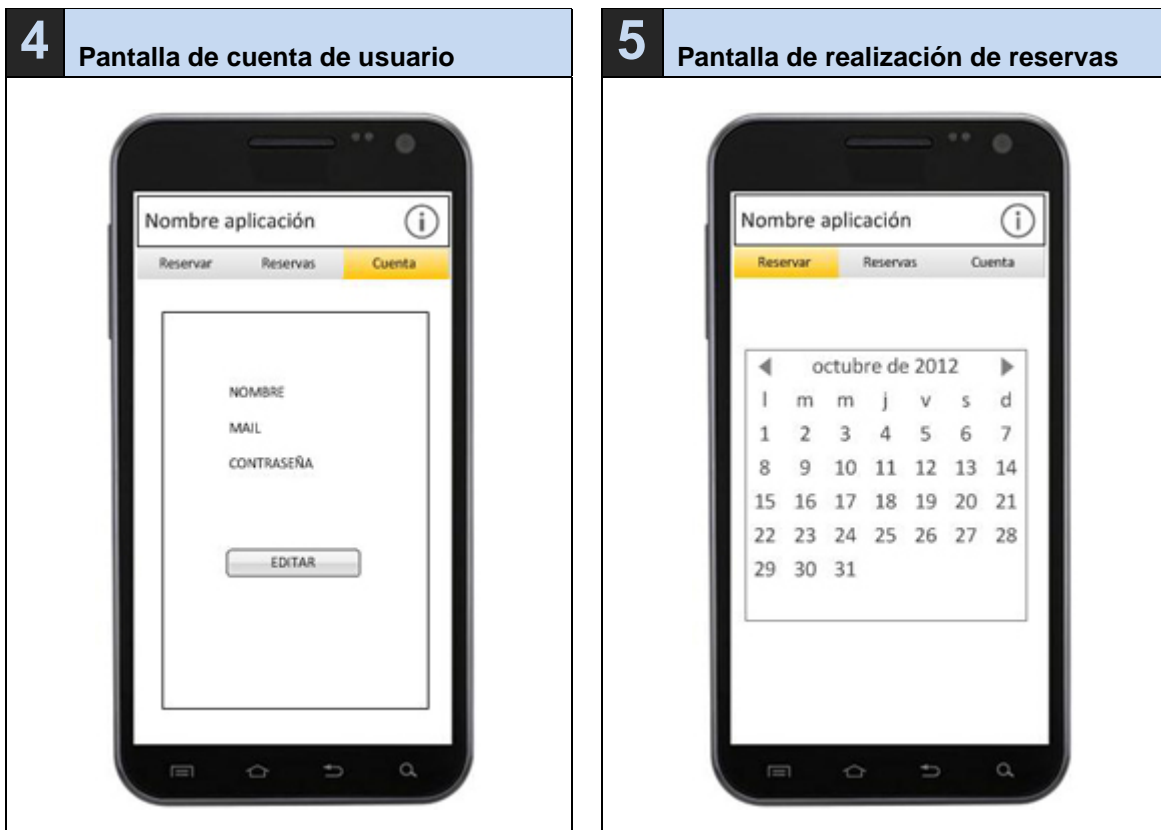 4
Pantalla de cuenta de usuario
Nombre aplicación i
Reservar Reservas Cuenta
NOMBRE
MAIL
CONTRASEÑA
EDITAR
5
Pantalla de realización de reservas
Nombre aplicación i
Reservar Reservas Cuenta
octubre de 2012
l m m j v s d
1 2 3 4 5 6 7
8 9 10 11 12 13 14
15 16 17 18 19 20 21
22 23 24 25 26 27 28
29 30 31